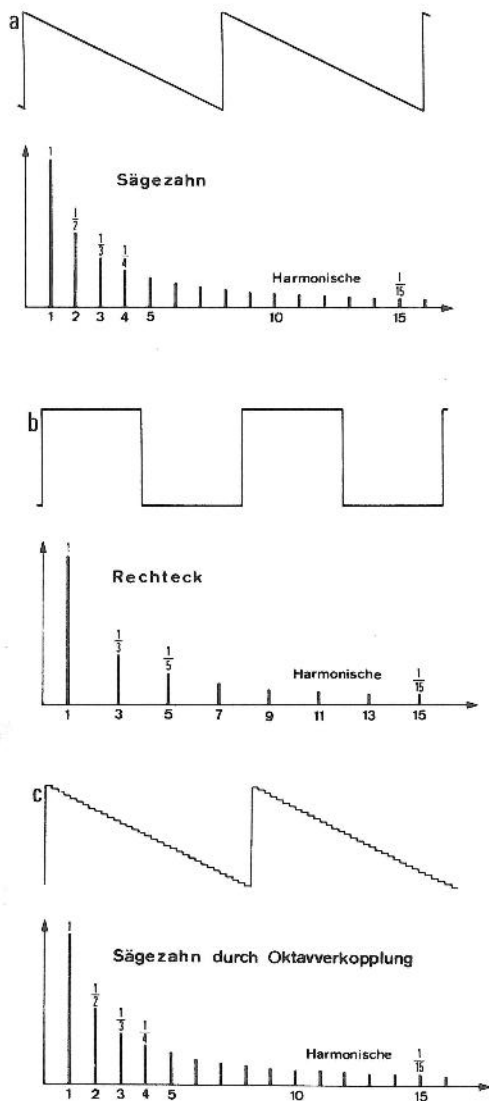 a
1
Sägezahn
1/2
1/3
1/4
Harmonische
1/15
1 2 3 4 5 10 15
b
1
Rechteck
1/3
1/5
Harmonische
1/15
1 3 5 7 9 11 13 15
c
1
Sägezahn durch Oktavverkopplung
1/2
1/3
1/4
Harmonische
1/15
1 2 3 4 5 10 15